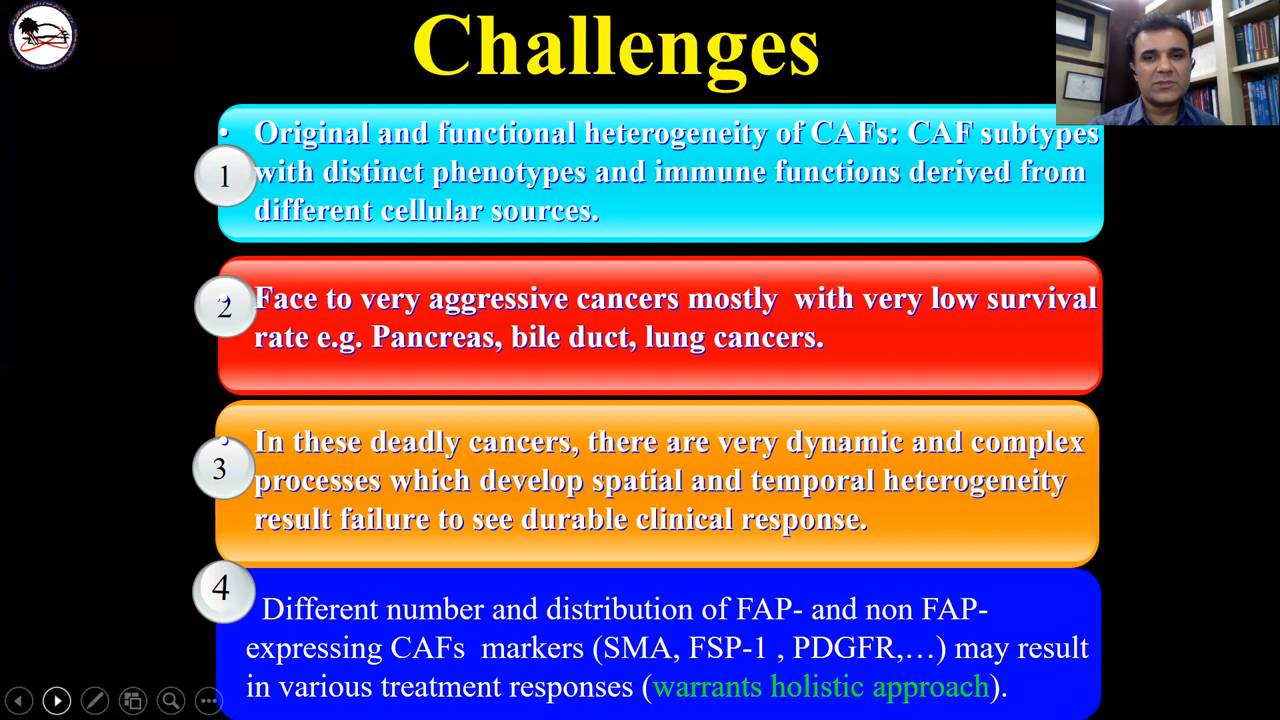 Challenges
• Original and functional heterogeneity of CAFs: CAF subtypes
1
with distinct phenotypes and immune functions derived from
different cellular sources.
• Face to very aggressive cancers mostly with very low survival
2
rate e.g. Pancreas, bile duct, lung cancers.
• In these deadly cancers, there are very dynamic and complex
3
processes which develop spatial and temporal heterogeneity
result failure to see durable clinical response.
4
Different number and distribution of FAP- and non FAP-
expressing CAFs markers (SMA, FSP-1 , PDGFR,…) may result
in various treatment responses (warrants holistic approach).